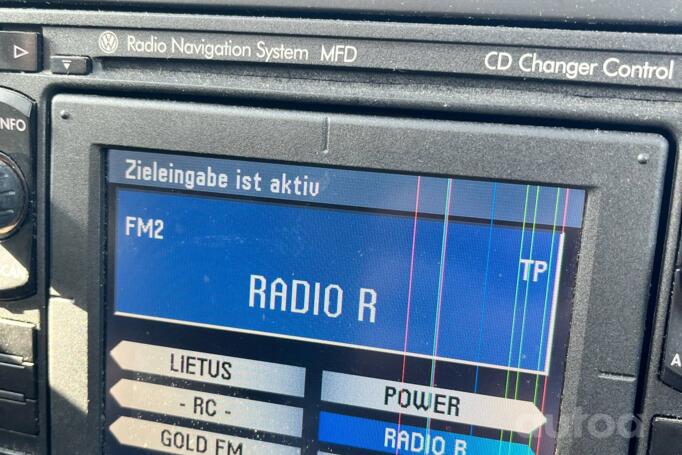 Radio Navigation System MFD
CD Changer Control
INFO
Zieleingabe ist aktiv
FM2
TP
RADIO R
LIETUS
POWER
- RC -
RADIO R
GOLD FM
autoa